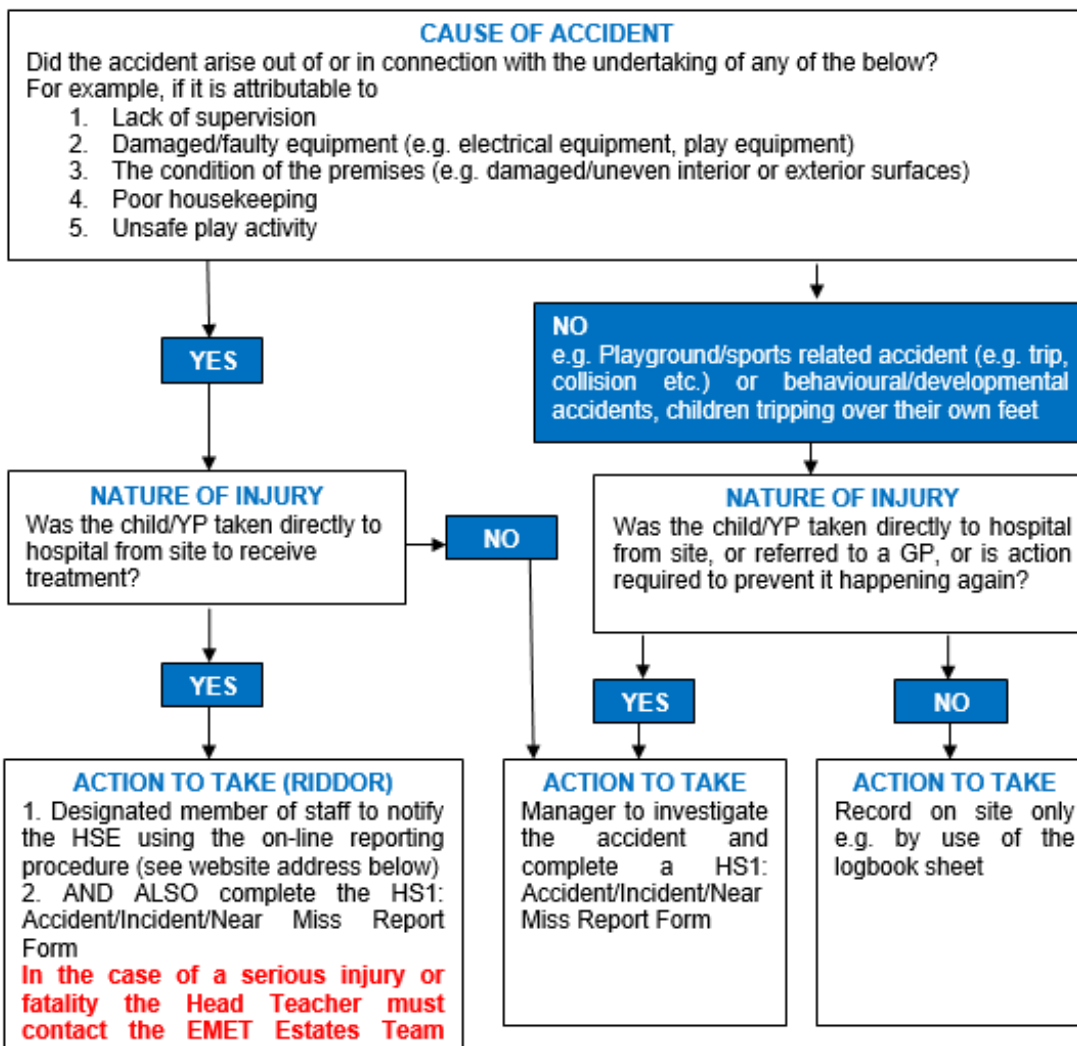 CAUSE OF ACCIDENT
Did the accident arise out of or in connection with the undertaking of any of the below?
For example, if it is attributable to
1. Lack of supervision
2. Damaged/faulty equipment (e.g. electrical equipment, play equipment)
3. The condition of the premises (e.g. damaged/uneven interior or exterior surfaces)
4. Poor housekeeping
5. Unsafe play activity
YES
NO
e.g. Playground/sports related accident (e.g. trip,
collision etc.) or behavioural/developmental
accidents, children tripping over their own feet
NATURE OF INJURY
Was the child/YP taken directly to
hospital from site to receive
treatment?
NO
NATURE OF INJURY
Was the child/YP taken directly to hospital
from site, or referred to a GP, or is action
required to prevent it happening again?
YES
YES
NO
ACTION TO TAKE (RIDDOR)
1. Designated member of staff to notify
the HSE using the on-line reporting
procedure (see website address below)
2. AND ALSO complete the HS1:
Accident/Incident/Near Miss Report
Form
In the case of a serious injury or
fatality the Head Teacher must
contact the EMET Estates Team
ACTION TO TAKE
Manager to investigate
the accident and
complete a HS1:
Accident/Incident/Near
Miss Report Form
ACTION TO TAKE
Record on site only
e.g. by use of the
logbook sheet